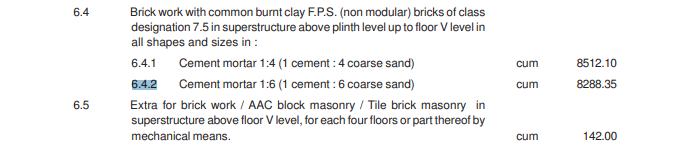 6.4 Brick work with common burnt clay F.P.S. (non modular) bricks of class
designation 7.5 in superstructure above plinth level up to floor V level in
all shapes and sizes in :
6.4.1 Cement mortar 1:4 (1 cement : 4 coarse sand) cum 8512.10
6.4.2 Cement mortar 1:6 (1 cement : 6 coarse sand) cum 8288.35
6.5 Extra for brick work / AAC block masonry / Tile brick masonry in
superstructure above floor V level, for each four floors or part thereof by
mechanical means. cum 142.00